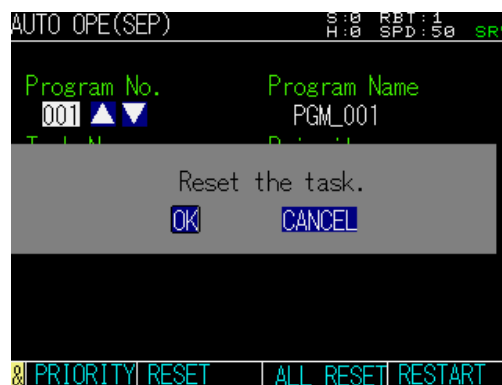 AUTO OPE(SEP) S:0 RBT:1
H:0 SPD:50 SR
Program No. Program Name
001 PGM_001
Reset the task.
OK CANCEL
& PRIORITY RESET ALL RESET RESTART